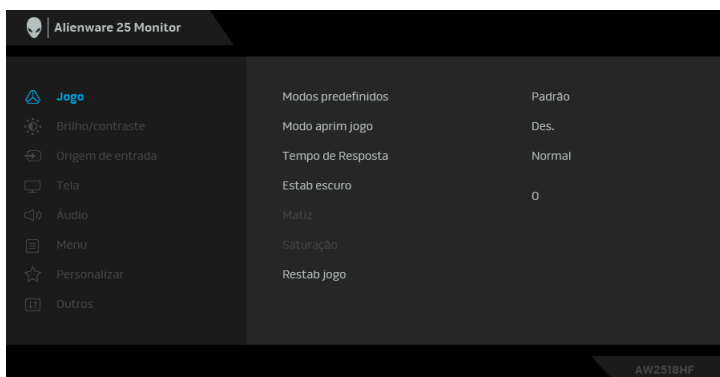 Alienware 25 Monitor
Jogo
Modos predefinidos Padrão
Brilho/contraste
Modo aprim jogo Des.
Origem de entrada
Tempo de Resposta Normal
Tela
Estab escuro 0
Áudio
Matiz
Menu
Saturação
Personalizar
Restab jogo
Outros
AW2518HF